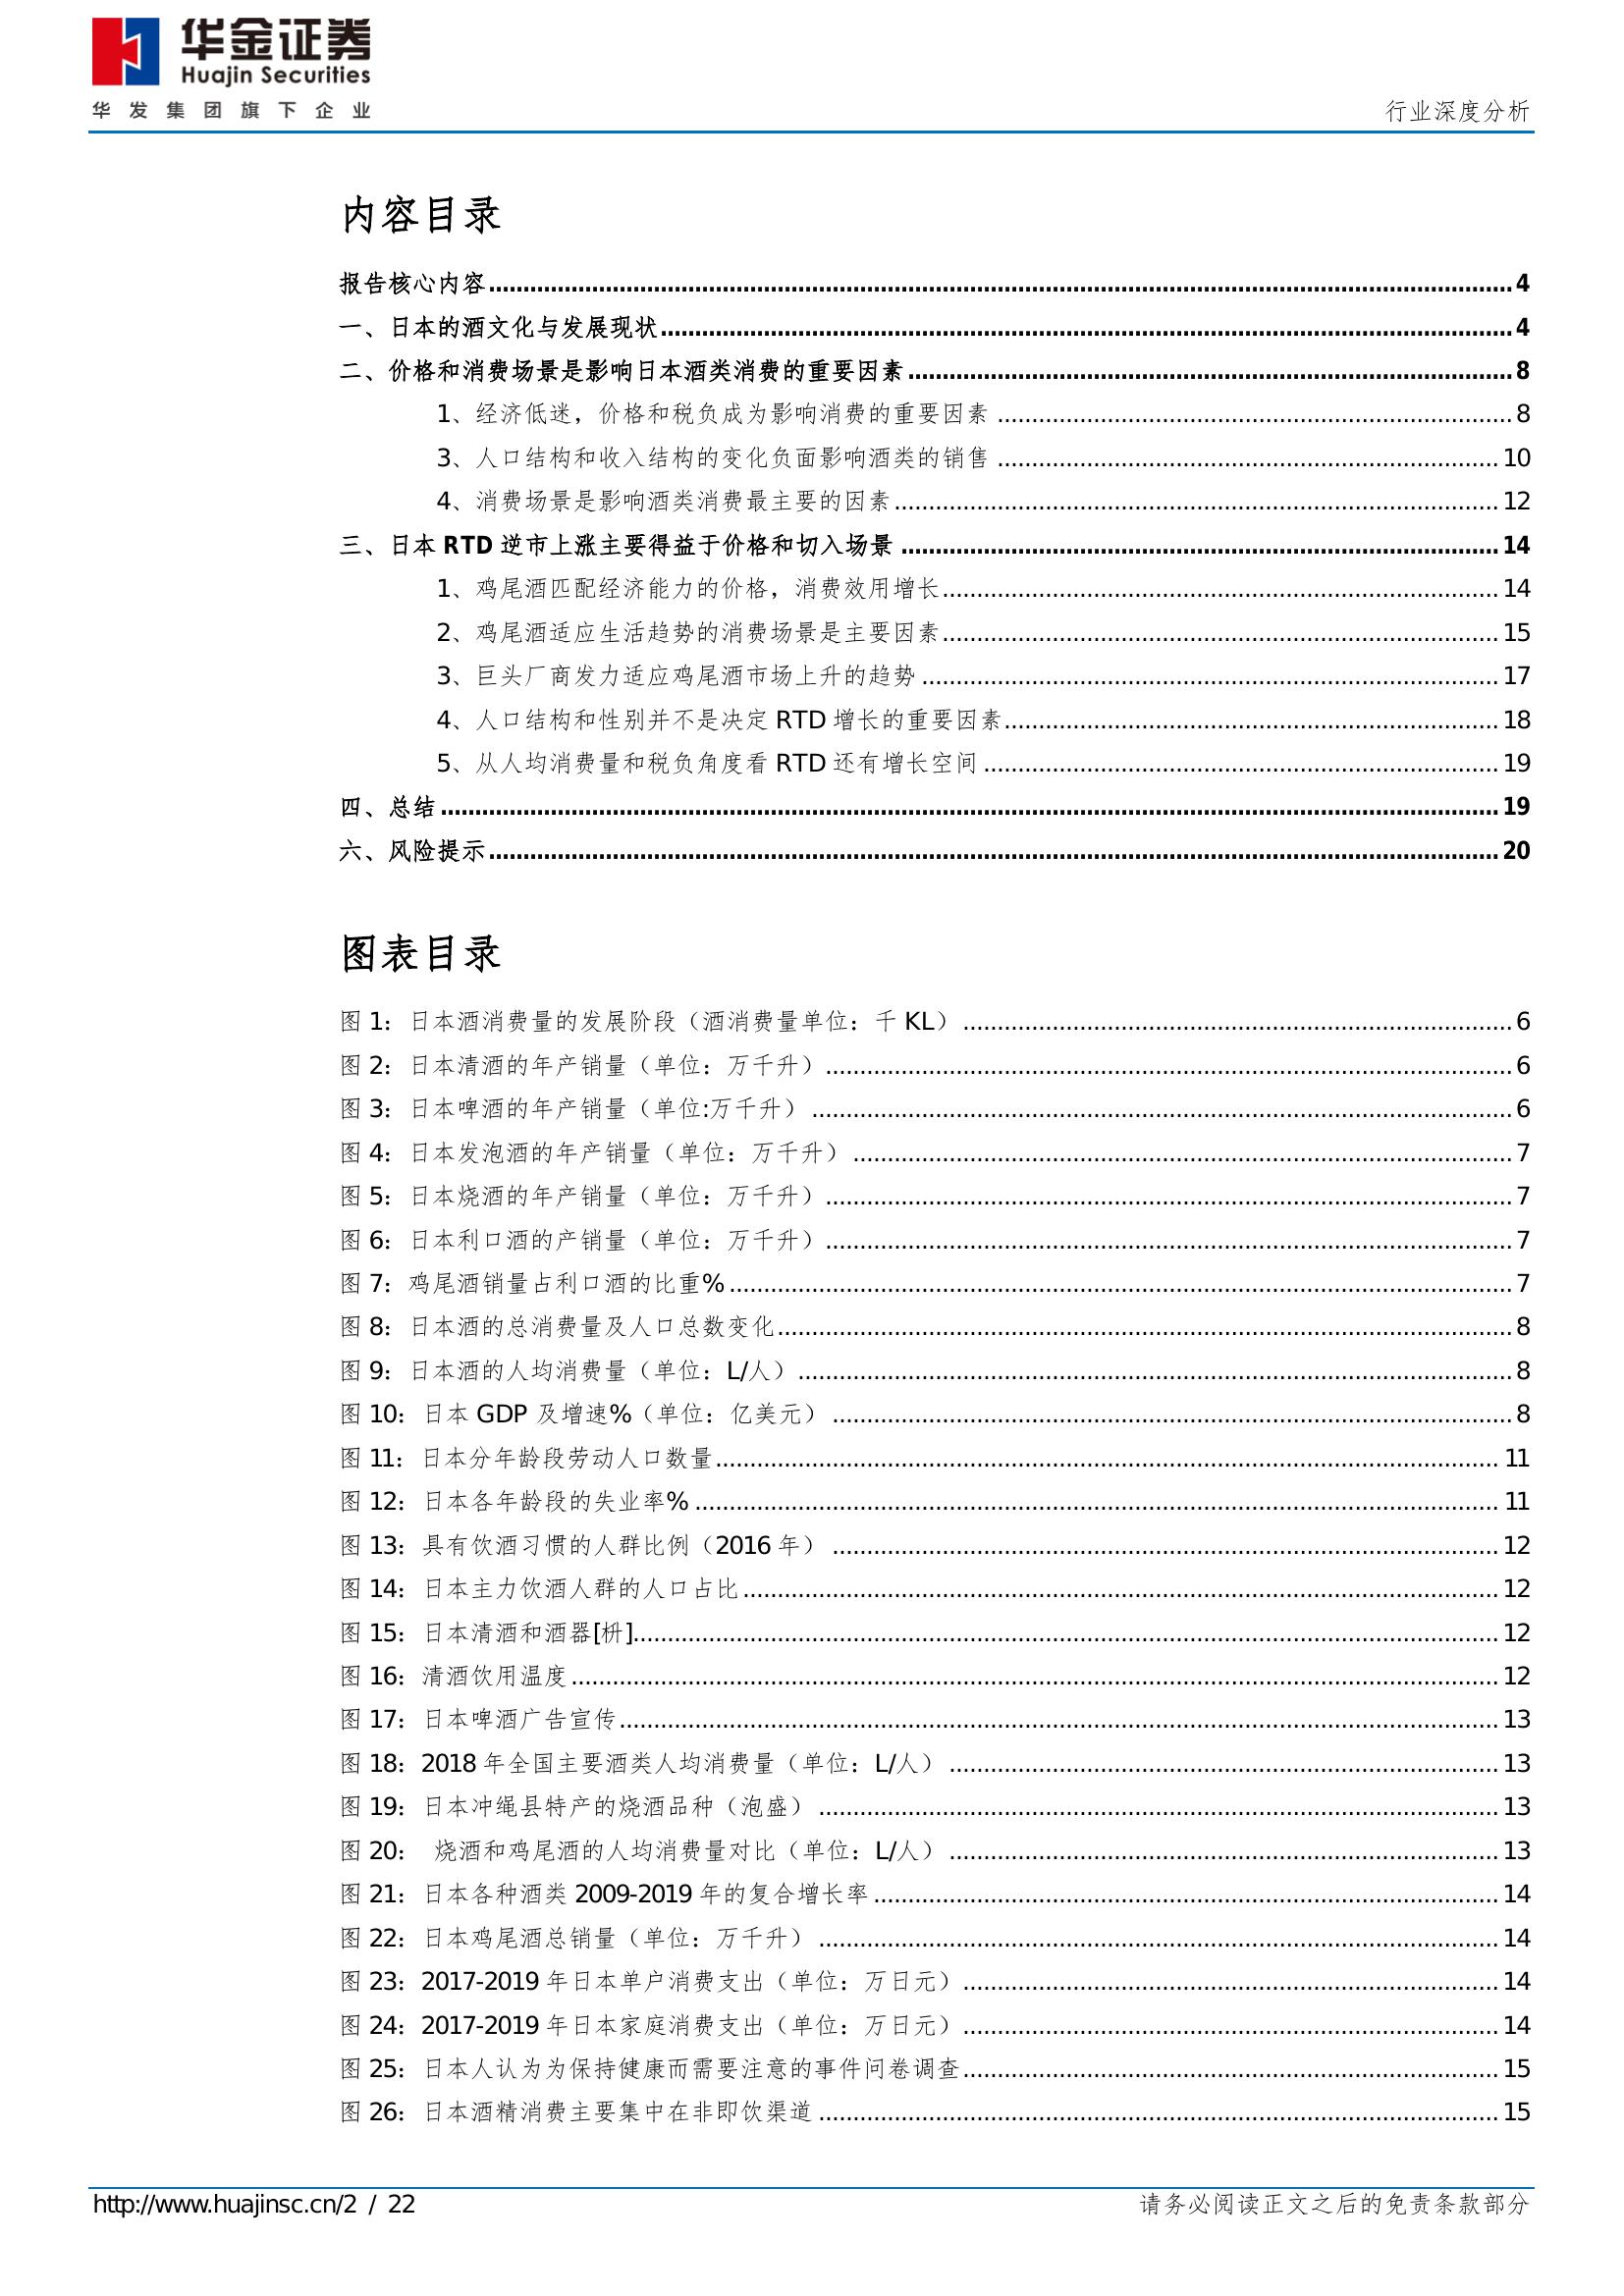 华金证券
Huajin Securities
华发集团旗下企业
行业深度分析
内容目录
报告核心内容 4
一、日本的酒文化与发展现状 4
二、价格和消费场景是影响日本酒类消费的重要因素 8
1、经济低迷，价格和税负成为影响消费的重要因素 8
3、人口结构和收入结构的变化负面影响酒类的销售 10
4、消费场景是影响酒类消费最主要的因素 12
三、日本 RTD 逆市上涨主要得益于价格和切入场景 14
1、鸡尾酒匹配经济能力的价格，消费效用增长 14
2、鸡尾酒适应生活趋势的消费场景是主要因素 15
3、巨头厂商发力适应鸡尾酒市场上升的趋势 17
4、人口结构和性别并不是决定 RTD 增长的重要因素 18
5、从人均消费量和税负角度看 RTD 还有增长空间 19
四、总结 19
六、风险提示 20
图表目录
图 1：日本酒消费量的发展阶段（酒消费量单位：千 KL） 6
图 2：日本清酒的年产销量（单位：万千升） 6
图 3：日本啤酒的年产销量（单位:万千升） 6
图 4：日本发泡酒的年产销量（单位：万千升） 7
图 5：日本烧酒的年产销量（单位：万千升） 7
图 6：日本利口酒的产销量（单位：万千升） 7
图 7：鸡尾酒销量占利口酒的比重% 7
图 8：日本酒的总消费量及人口总数变化 8
图 9：日本酒的人均消费量（单位：L/人） 8
图 10：日本 GDP 及增速%（单位：亿美元） 8
图 11：日本分年龄段劳动人口数量 11
图 12：日本各年龄段的失业率% 11
图 13：具有饮酒习惯的人群比例（2016 年） 12
图 14：日本主力饮酒人群的人口占比 12
图 15：日本清酒和酒器[枡] 12
图 16：清酒饮用温度 12
图 17：日本啤酒广告宣传 13
图 18：2018 年全国主要酒类人均消费量（单位：L/人） 13
图 19：日本冲绳县特产的烧酒品种（泡盛） 13
图 20： 烧酒和鸡尾酒的人均消费量对比（单位：L/人） 13
图 21：日本各种酒类 2009-2019 年的复合增长率 14
图 22：日本鸡尾酒总销量（单位：万千升） 14
图 23：2017-2019 年日本单户消费支出（单位：万日元） 14
图 24：2017-2019 年日本家庭消费支出（单位：万日元） 14
图 25：日本人认为为保持健康而需要注意的事件问卷调查 15
图 26：日本酒精消费主要集中在非即饮渠道 15
http://www.huajinsc.cn/2 / 22
请务必阅读正文之后的免责条款部分